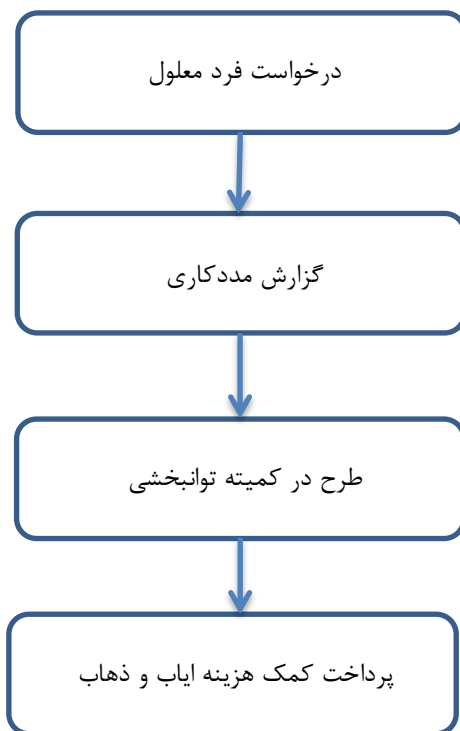 درخواست فرد معلول
گزارش مددکاری
طرح در کمیته توانبخشی
پرداخت کمک هزینه ایاب و ذهاب